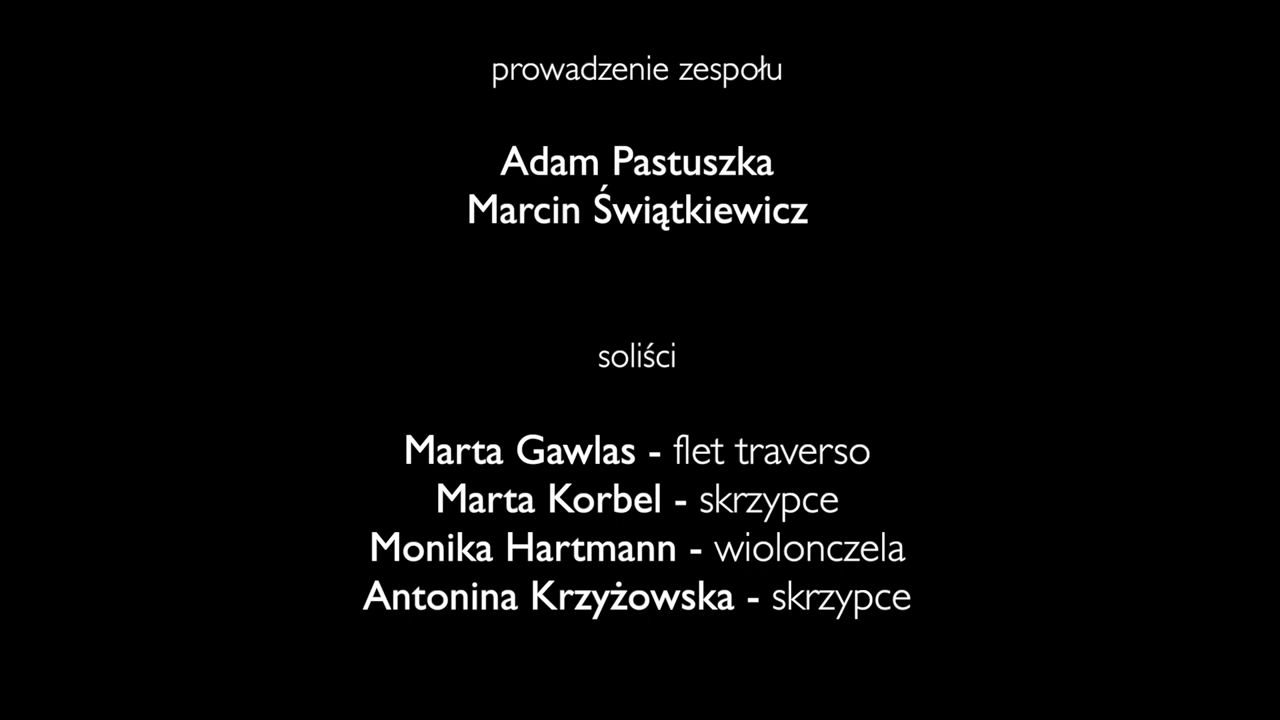 prowadzenie zespołu
Adam Pastuszka
Marcin Świątkiewicz
soliści
Marta Gawlas - flet traverso
Marta Korbel - skrzypce
Monika Hartmann - wiolonczela
Antonina Krzyżowska - skrzypce